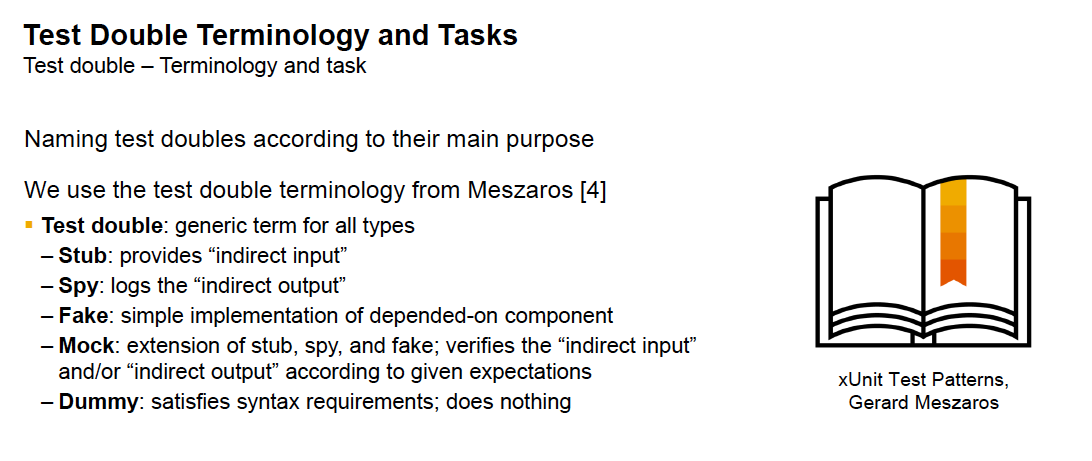 Test Double Terminology and Tasks
Test double – Terminology and task
Naming test doubles according to their main purpose
We use the test double terminology from Meszaros [4]
▪ Test double: generic term for all types
– Stub: provides “indirect input”
– Spy: logs the “indirect output”
– Fake: simple implementation of depended-on component
– Mock: extension of stub, spy, and fake; verifies the “indirect input”
and/or “indirect output” according to given expectations
– Dummy: satisfies syntax requirements; does nothing
xUnit Test Patterns,
Gerard Meszaros